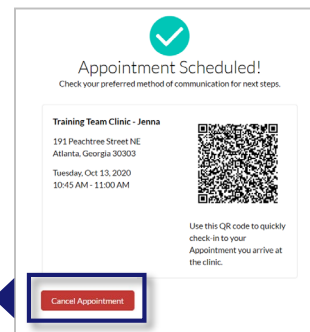 Appointment Scheduled!
Check your preferred method of communication for next steps.
Training Team Clinic - Jenna
191 Peachtree Street NE
Atlanta, Georgia 30303
Tuesday, Oct 13, 2020
10:45 AM - 11:00 AM
Use this QR code to quickly
check-in to your
Appointment you arrive at
the clinic.
Cancel Appointment